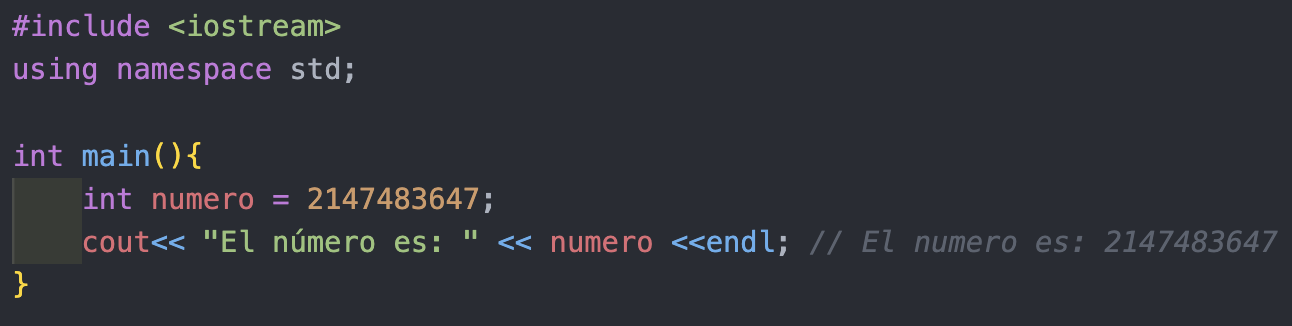 #include <iostream>
using namespace std;
int main(){
int numero = 2147483647;
cout<< "El número es: " << numero <<endl; // El numero es: 2147483647
}